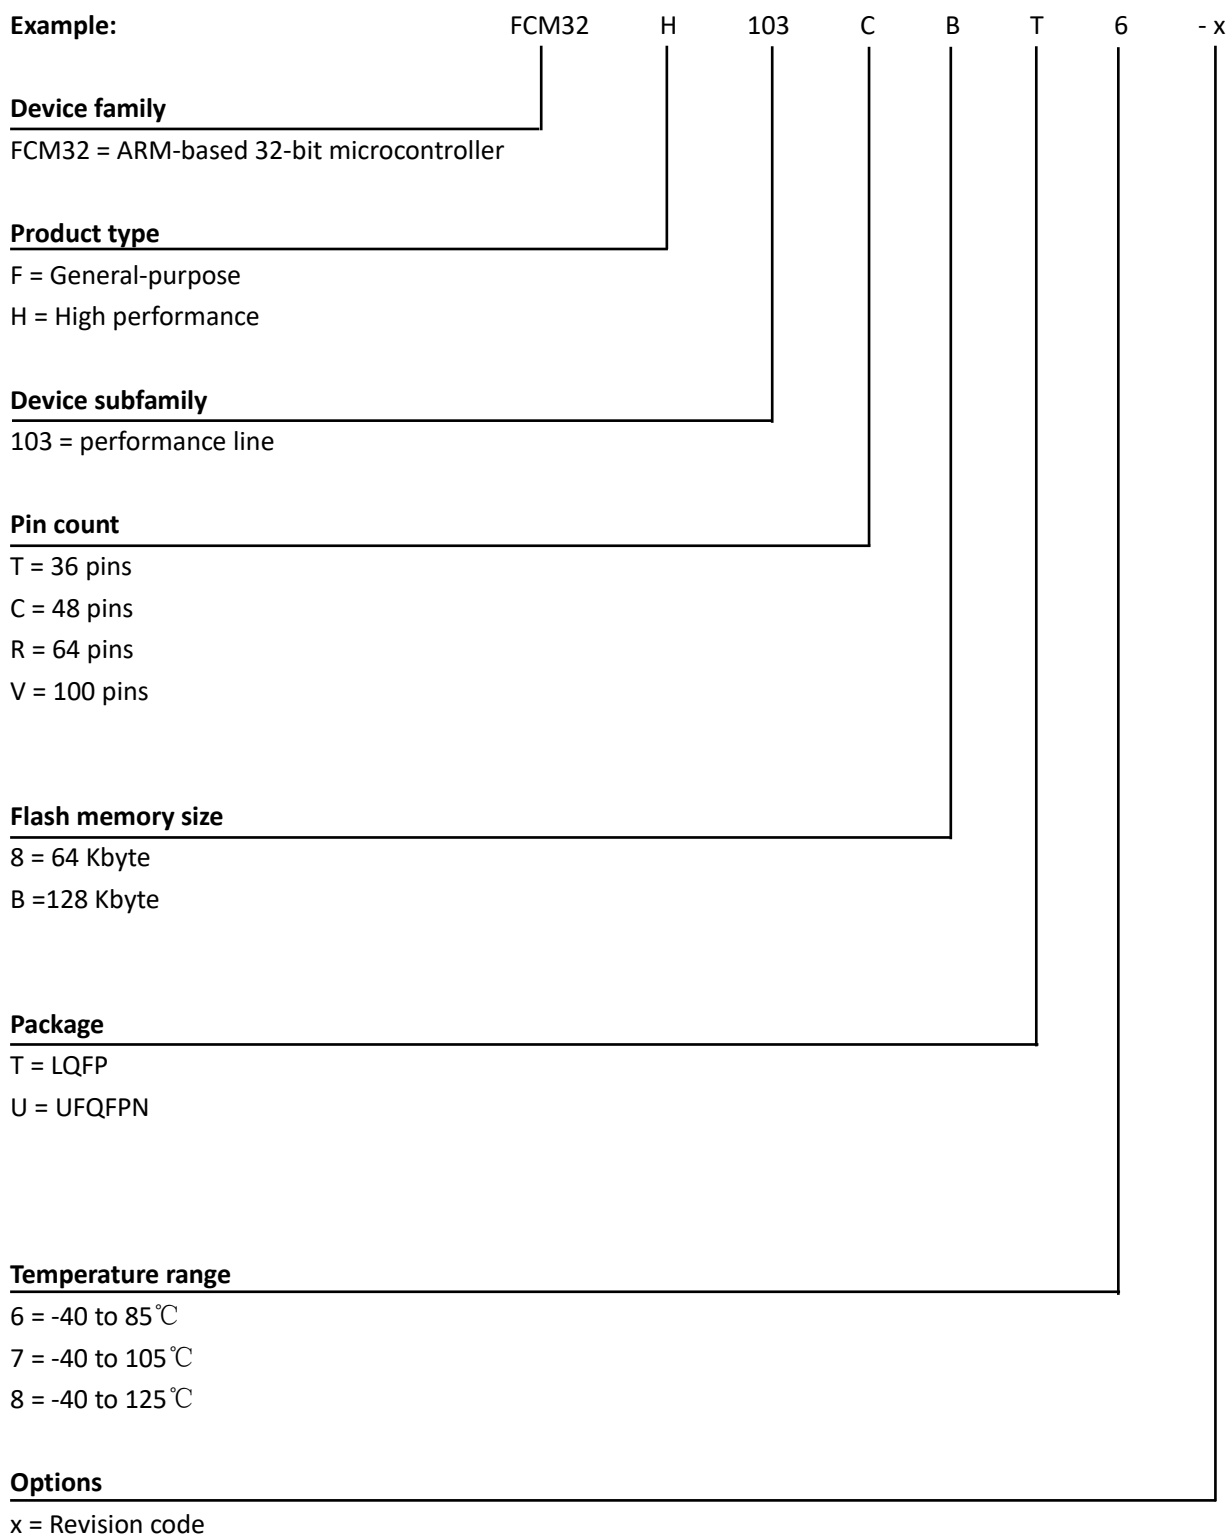 Example: FCM32 H 103 C B T 6 - x
Device family
FCM32 = ARM-based 32-bit microcontroller
Product type
F = General-purpose
H = High performance
Device subfamily
103 = performance line
Pin count
T = 36 pins
C = 48 pins
R = 64 pins
V = 100 pins
Flash memory size
8 = 64 Kbyte
B =128 Kbyte
Package
T = LQFP
U = UFQFPN
Temperature range
6 = -40 to 85℃
7 = -40 to 105℃
8 = -40 to 125℃
Options
x = Revision code